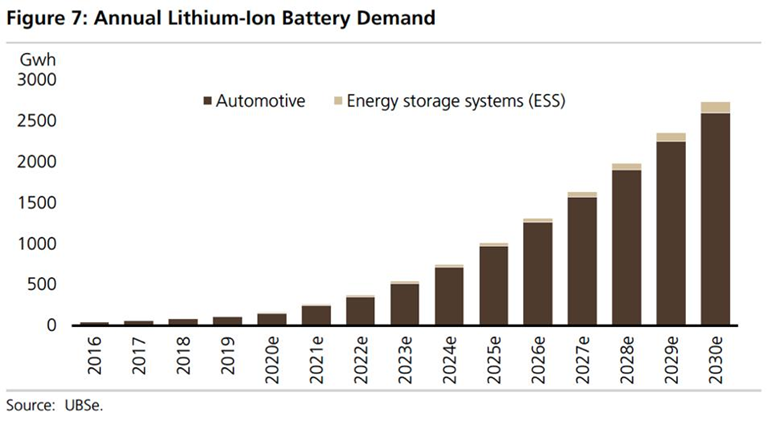 Figure 7: Annual Lithium-Ion Battery Demand
Gwh
3000
Automotive Energy storage systems (ESS)
2500
2000
1500
1000
500
0
2016 2017 2018 2019 2020e 2021e 2022e 2023e 2024e 2025e 2026e 2027e 2028e 2029e 2030e
Source: UBSe.